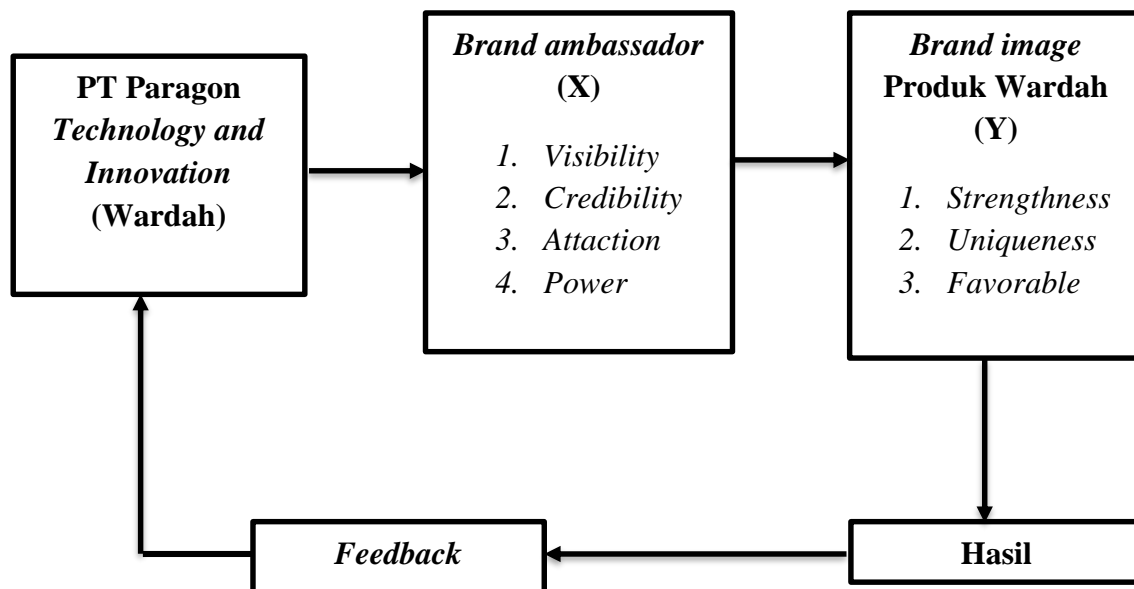 PT Paragon
Technology and
Innovation
(Wardah)
Brand ambassador
(X)
1. Visibility
2. Credibility
3. Attaction
4. Power
Brand image
Produk Wardah
(Y)
1. Strengthness
2. Uniqueness
3. Favorable
Feedback
Hasil